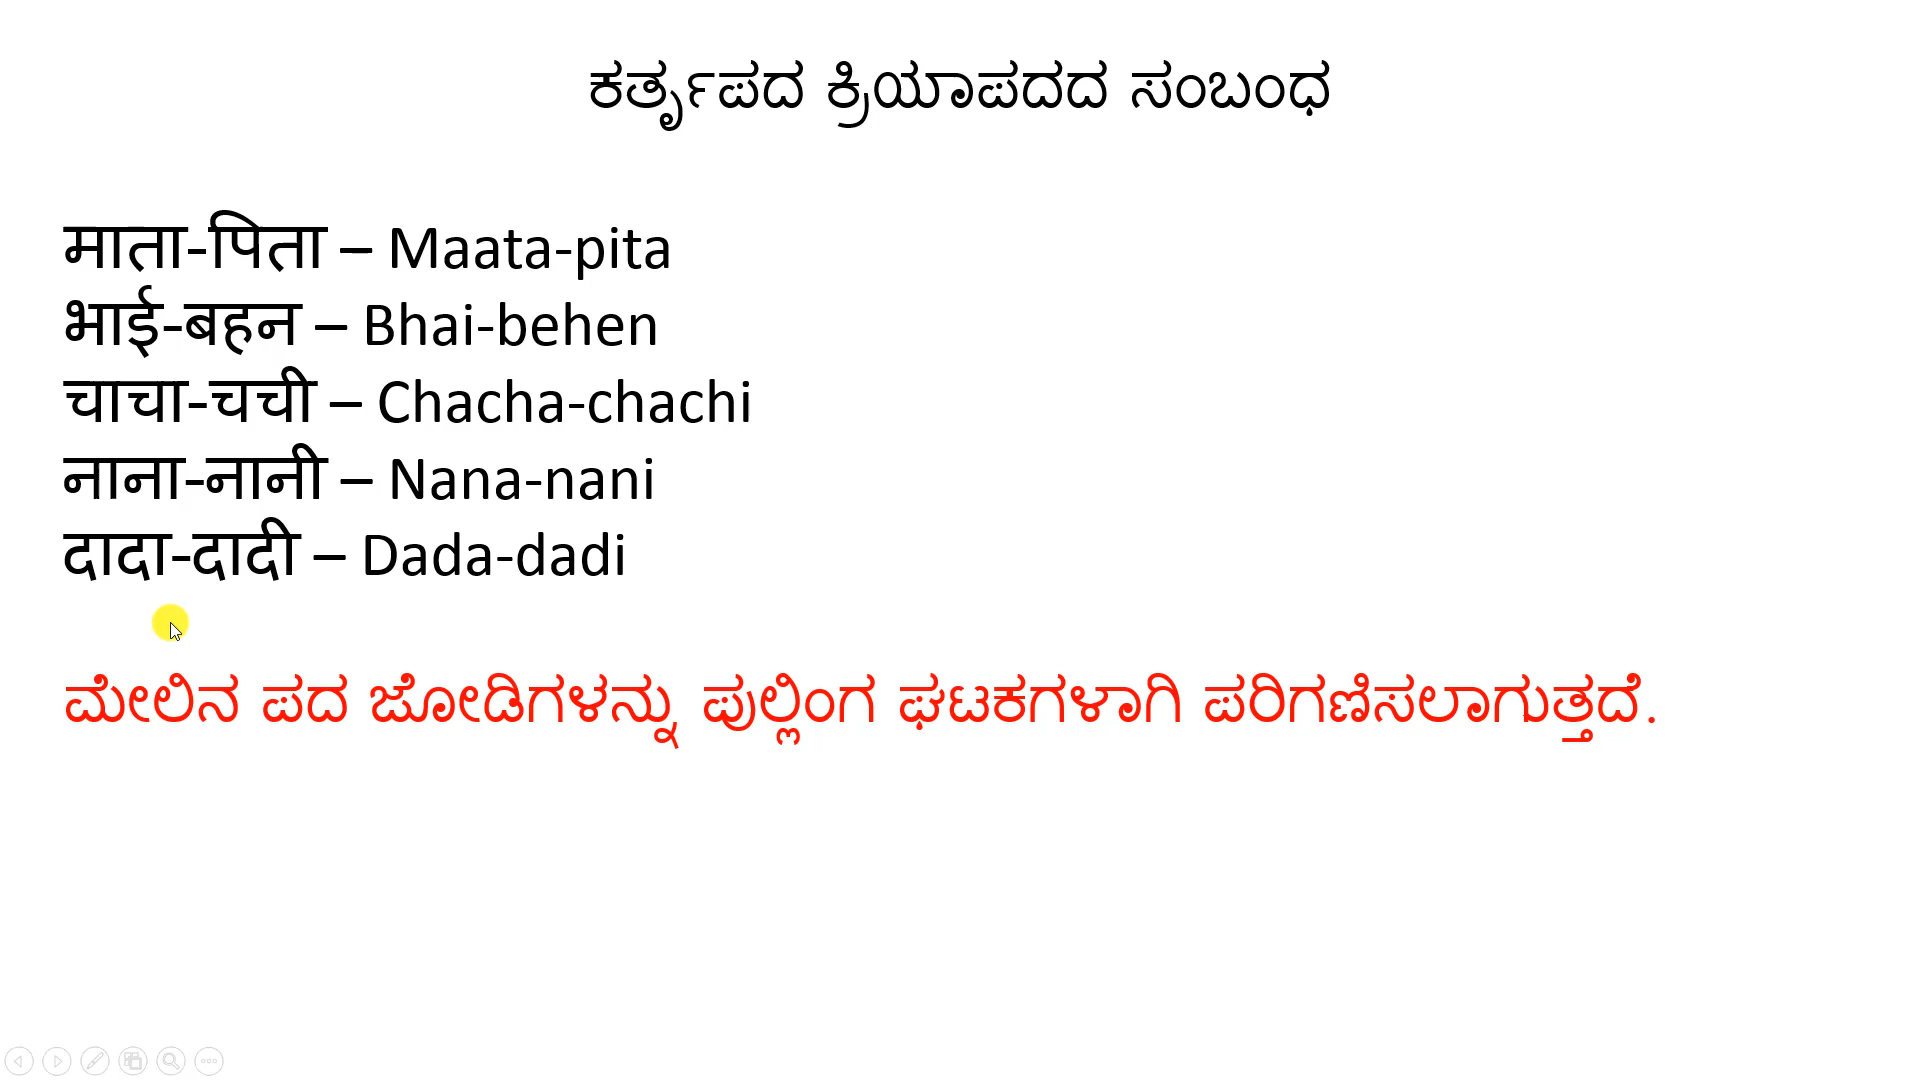 ಕರ್ತೃಪದ ಕ್ರಿಯಾಪದದ ಸಂಬಂಧ
माता-पिता – Maata-pita
भाई-बहन – Bhai-behen
चाचा-चची – Chacha-chachi
नाना-नानी – Nana-nani
दादा-दादी – Dada-dadi
ಮೇಲಿನ ಪದ ಜೋಡಿಗಳನ್ನು ಪುಲ್ಲಿಂಗ ಘಟಕಗಳಾಗಿ ಪರಿಗಣಿಸಲಾಗುತ್ತದೆ.